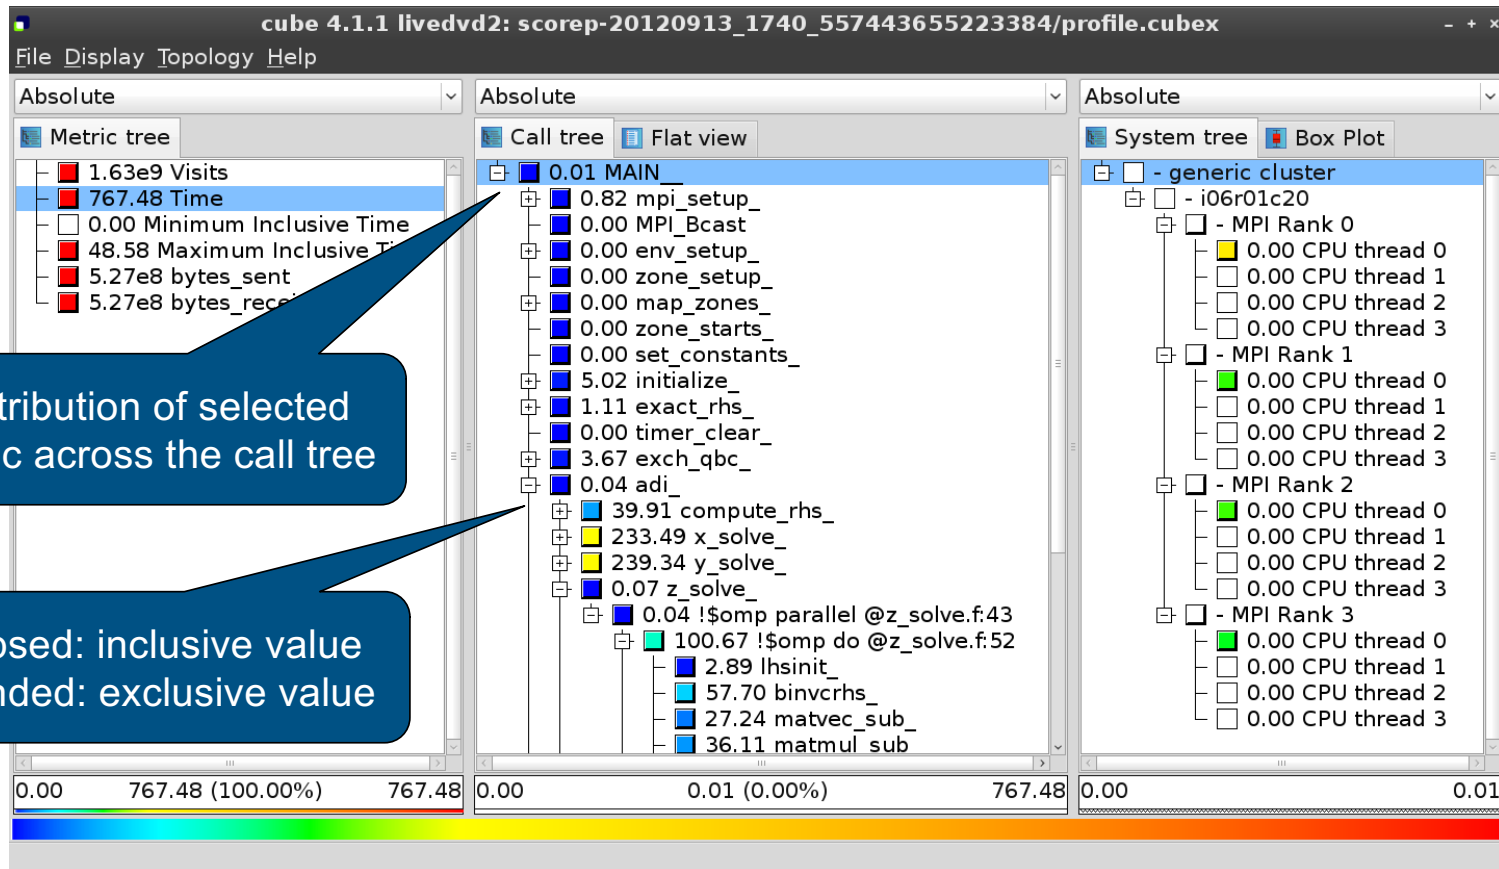 cube 4.1.1 livedvd2: scorep-20120913_1740_557443655223384/profile.cubex
File Display Topology Help
Absolute
Metric tree
1.63e9 Visits
767.48 Time
0.00 Minimum Inclusive Time
48.58 Maximum Inclusive
5.27e8 bytes_sent
5.27e8
of selected
across the call tree
inclusive value
exclusive value
0.00 767.48 (100.00%) 767.48
Absolute
Call tree Flat view
0.01 MAIN__
0.82 mpi_setup_
0.00 MPI_Bcast
0.00 env_setup_
0.00 zone_setup_
0.00 map_zones_
0.00 zone_starts_
0.00 set_constants_
5.02 initialize_
1.11 exact_rhs_
0.00 timer_clear_
3.67 exch_qbc_
0.04 adi_
39.91 compute_rhs_
233.49 x_solve_
239.34 y_solve_
0.07 z_solve_
0.04 !$omp parallel @z_solve.f:43
100.67 !$omp do @z_solve.f:52
2.89 lhsinit_
57.70 binvcrhs_
27.24 matvec_sub_
36.11 matmul_sub
0.00 0.01 (0.00%) 767.48
Absolute
System tree Box Plot
- generic cluster
- i06r01c20
- MPI Rank 0
0.00 CPU thread 0
0.00 CPU thread 1
0.00 CPU thread 2
0.00 CPU thread 3
- MPI Rank 1
0.00 CPU thread 0
0.00 CPU thread 1
0.00 CPU thread 2
0.00 CPU thread 3
- MPI Rank 2
0.00 CPU thread 0
0.00 CPU thread 1
0.00 CPU thread 2
0.00 CPU thread 3
- MPI Rank 3
0.00 CPU thread 0
0.00 CPU thread 1
0.00 CPU thread 2
0.00 CPU thread 3
0.00 0.01